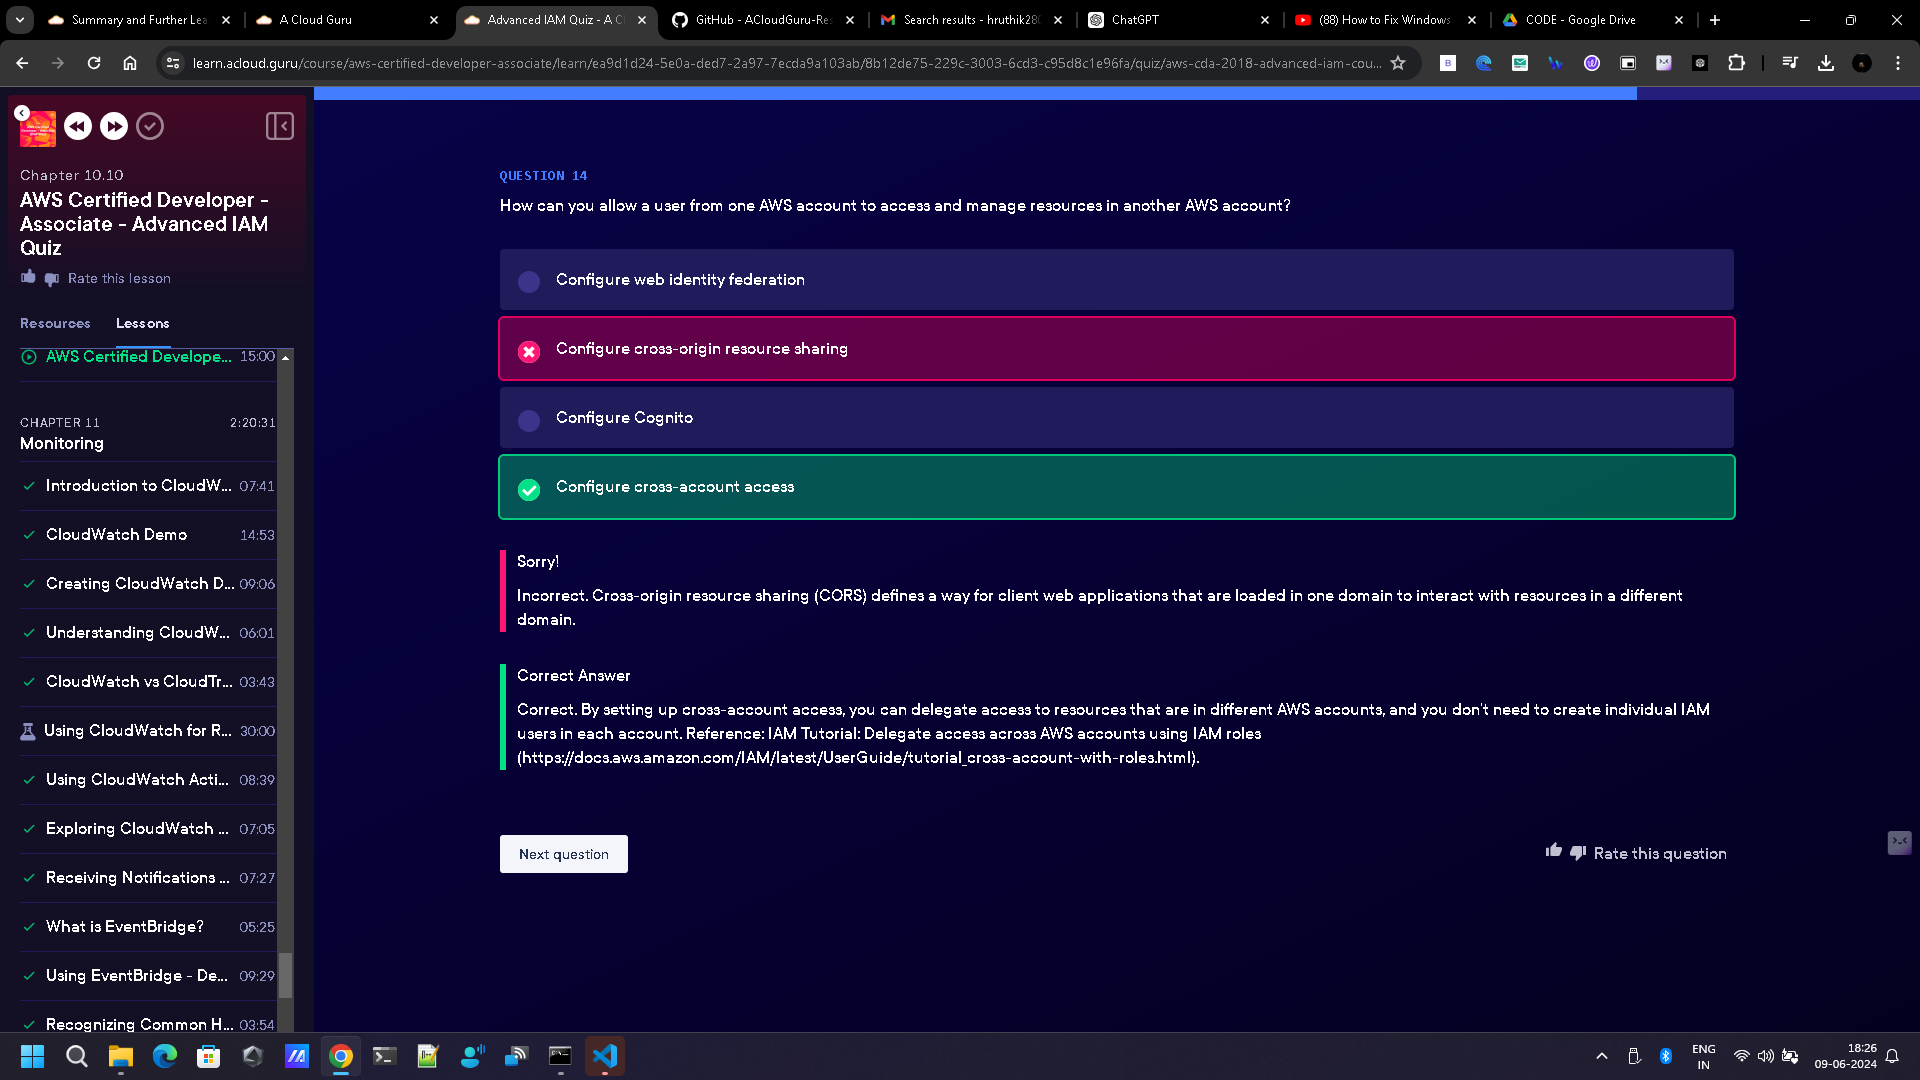 Summary and Further Lea
A Cloud Guru
Advanced IAM Quiz - A Cl
GitHub - ACloudGuru-Res
Search results - hruthik280
ChatGPT
(88) How to Fix Windows
CODE - Google Drive
learn.acloud.guru/course/aws-certified-developer-associate/learn/ea9d1d24-5e0a-ded7-2a97-7ecda9a103ab/8b12de75-229c-3003-6cd3-c95d8c1e96fa/quiz/aws-cda-2018-advanced-iam-cou...
Chapter 10.10
AWS Certified Developer -
Associate - Advanced IAM
Quiz
Rate this lesson
Resources
Lessons
AWS Certified Develope... 15:00
CHAPTER 11 2:20:31
Monitoring
Introduction to CloudW... 07:41
CloudWatch Demo 14:53
Creating CloudWatch D... 09:06
Understanding CloudW... 06:01
CloudWatch vs CloudTr... 03:43
Using CloudWatch for R... 30:00
Using CloudWatch Acti... 08:39
Exploring CloudWatch ... 07:05
Receiving Notifications ... 07:27
What is EventBridge? 05:25
Using EventBridge - De... 09:29
Recognizing Common H... 03:54
QUESTION 14
How can you allow a user from one AWS account to access and manage resources in another AWS account?
Configure web identity federation
Configure cross-origin resource sharing
Configure Cognito
Configure cross-account access
Sorry!
Incorrect. Cross-origin resource sharing (CORS) defines a way for client web applications that are loaded in one domain to interact with resources in a different
domain.
Correct Answer
Correct. By setting up cross-account access, you can delegate access to resources that are in different AWS accounts, and you don't need to create individual IAM
users in each account. Reference: IAM Tutorial: Delegate access across AWS accounts using IAM roles
(https://docs.aws.amazon.com/IAM/latest/UserGuide/tutorial_cross-account-with-roles.html).
Next question
Rate this question
ENG
IN
18:26
09-06-2024